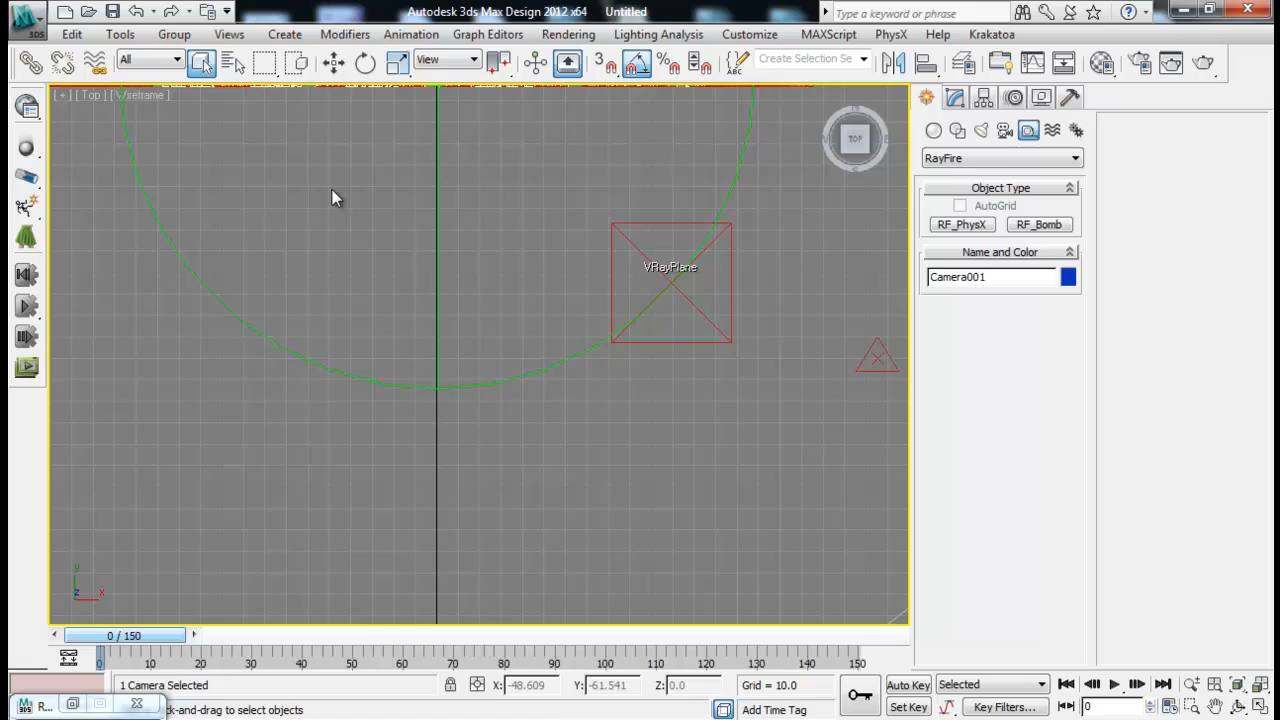 Autodesk 3ds Max Design 2012 x64 Untitled
Type a keyword or phrase
3DS
Edit Tools Group Views Create Modifiers Animation Graph Editors Rendering Lighting Analysis Customize MAXScript PhysX Help Krakatoa
All
View
3
Create Selection Se
[ + ] [ Top ] [ Wireframe ]
TOP
RayFire
Object Type
AutoGrid
RF_PhysX RF_Bomb
Name and Color
Camera001
VRayPlane
y
z x
0 / 150
0 10 20 30 40 50 60 70 80 90 100 110 120 130 140 150
1 Camera Selected
X: -48.609 Y: -61.541 Z: 0.0
Grid = 10.0
Auto Key Selected
R...
ck-and-drag to select objects
Add Time Tag
Set Key Key Filters...
0